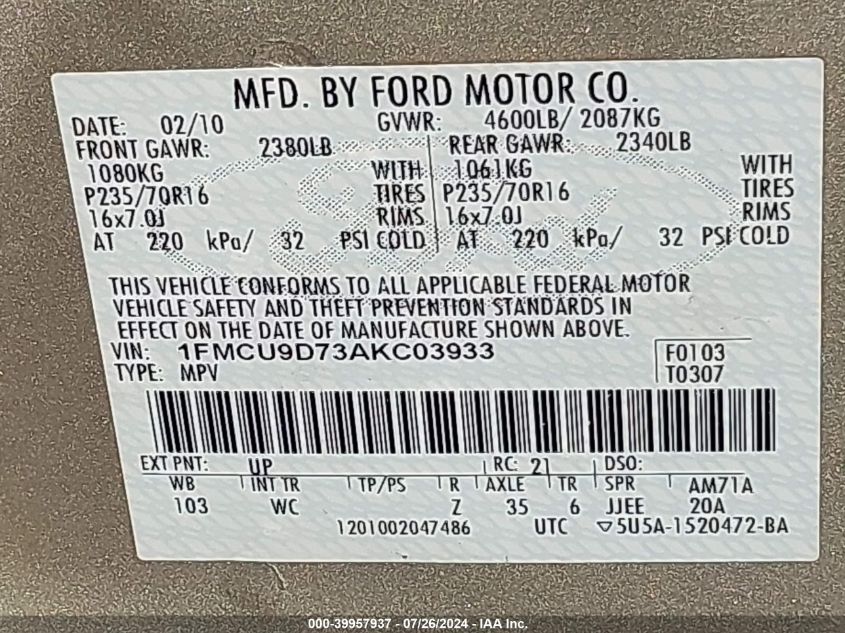 MFD. BY FORD MOTOR CO.
DATE: 02/10 GVWR: 4600LB/ 2087KG
FRONT GAWR: 2380LB REAR GAWR: 2340LB
1080KG WITH 1061KG WITH
P235/70R16 TIRES P235/70R16 TIRES
16x7.0J RIMS 16x7.0J RIMS
AT 220 kPa/ 32 PSI COLD AT 220 kPa/ 32 PSI COLD
THIS VEHICLE CONFORMS TO ALL APPLICABLE FEDERAL MOTOR
VEHICLE SAFETY AND THEFT PREVENTION STANDARDS IN
EFFECT ON THE DATE OF MANUFACTURE SHOWN ABOVE.
VIN: 1FMCU9D73AKC03933 F0103
TYPE: MPV T0307
EXT PNT: UP RC: 21 DSO:
WB INT TR TP/PS R AXLE TR SPR AM71A
103 WC Z 35 6 JJEE 20A
1201002047486 UTC ▽5U5A-1520472-BA
000-39957937 - 07/26/2024 - IAA Inc.